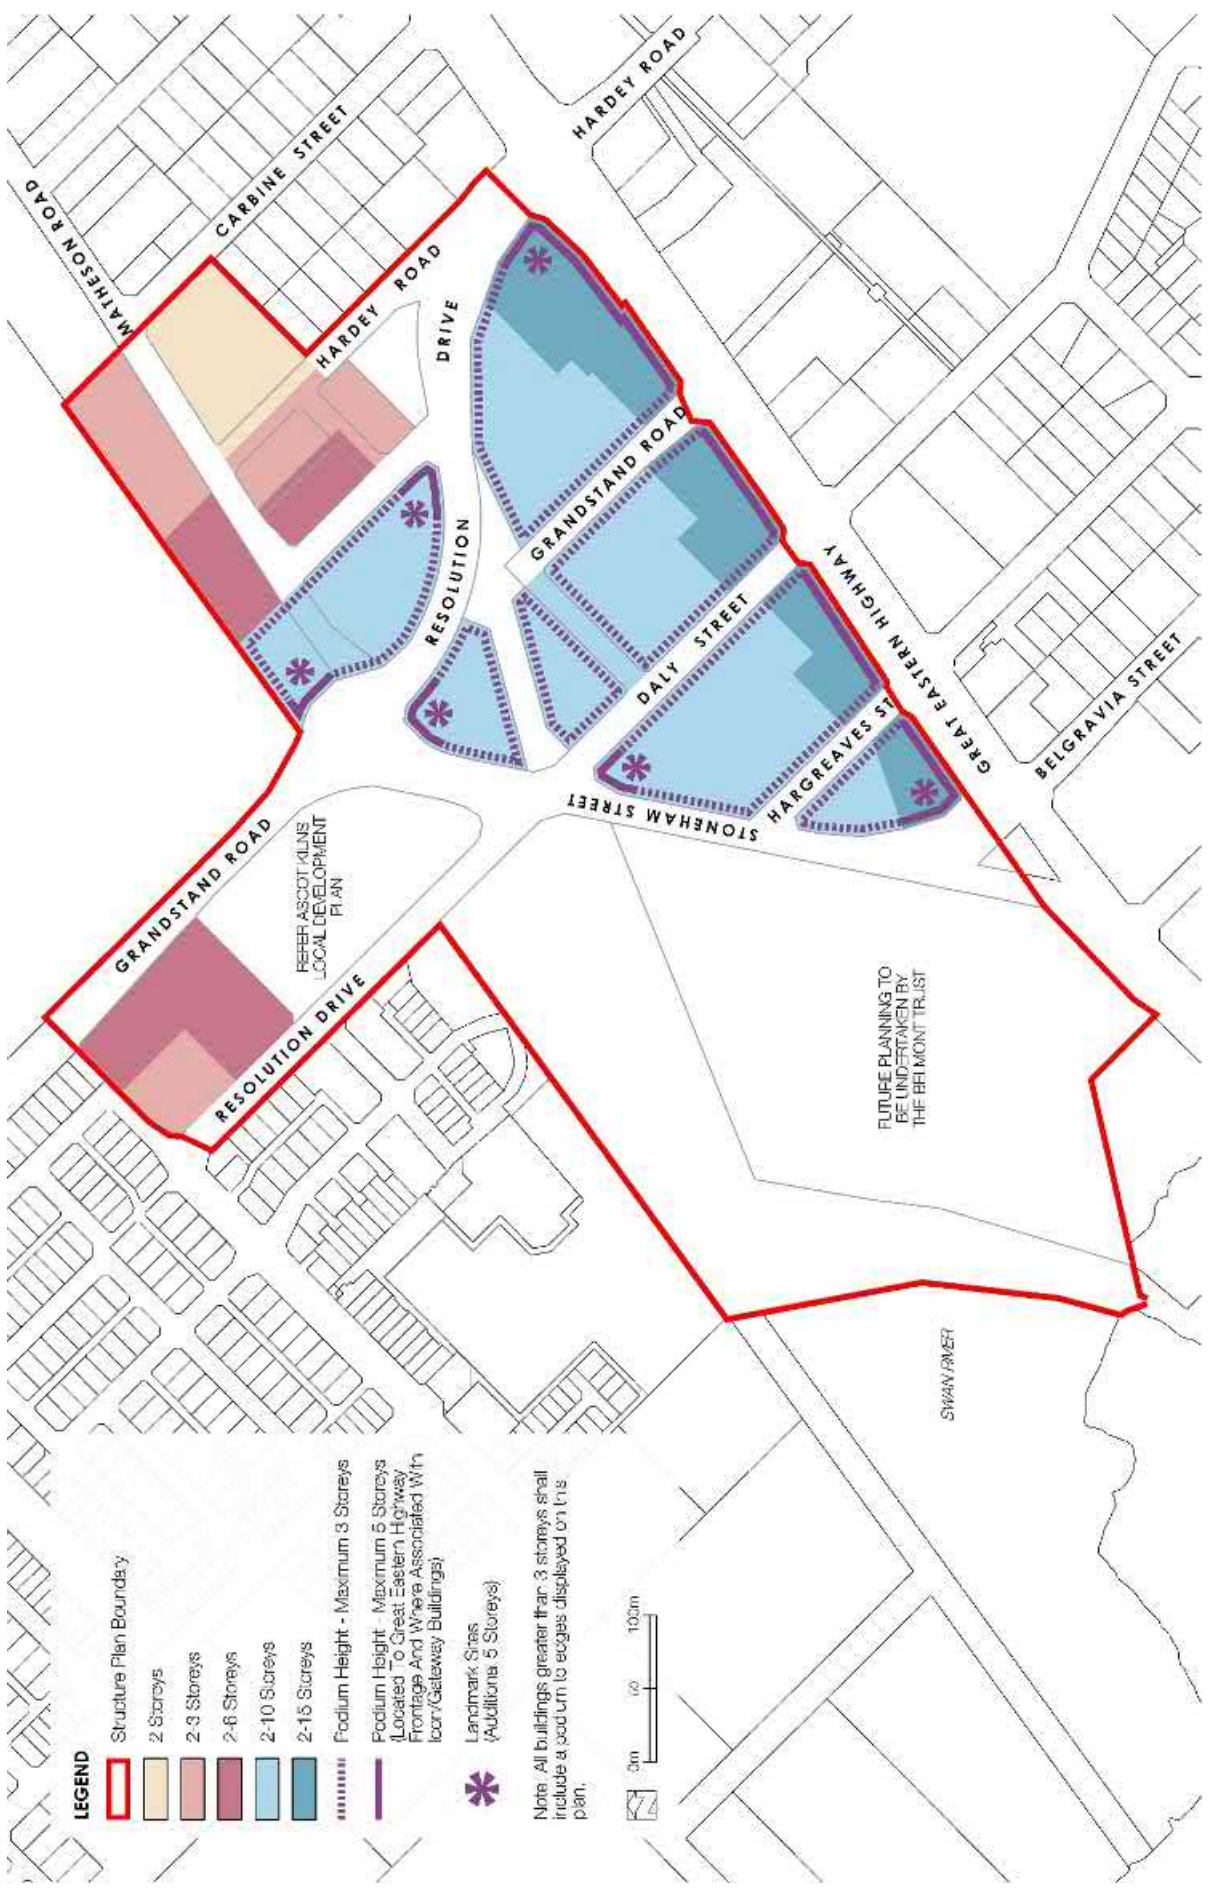 MATHESON ROAD
CARBINE STREET
HARDEY ROAD
HARDEY ROAD
DRIVE
RESOLUTION
GRANDSTAND ROAD
DALY STREET
HARGREAVES ST
STONEHAM STREET
GREAT EASTERN HIGHWAY
BELGRAVIA STREET
GRANDSTAND ROAD
RESOLUTION DRIVE
REFER ASCOT KILNS
LOCAL DEVELOPMENT
PLAN
FUTURE PLANNING TO
BE UNDERTAKEN BY
THE BELMONT TRUST
SWAN RIVER
LEGEND
Structure Plan Boundary
2 Storeys
2-3 Storeys
2-6 Storeys
2-10 Storeys
2-15 Storeys
Podium Height - Maximum 3 Storeys
Podium Height - Maximum 5 Storeys
(Located To Great Eastern Highway
Frontage And Where Associated With
Icon/Gateway Buildings)
Landmark Sites
(Additional 5 Storeys)
Note: All buildings greater than 3 storeys shall
include a podium to edges displayed on this
plan.
0m 50 100m